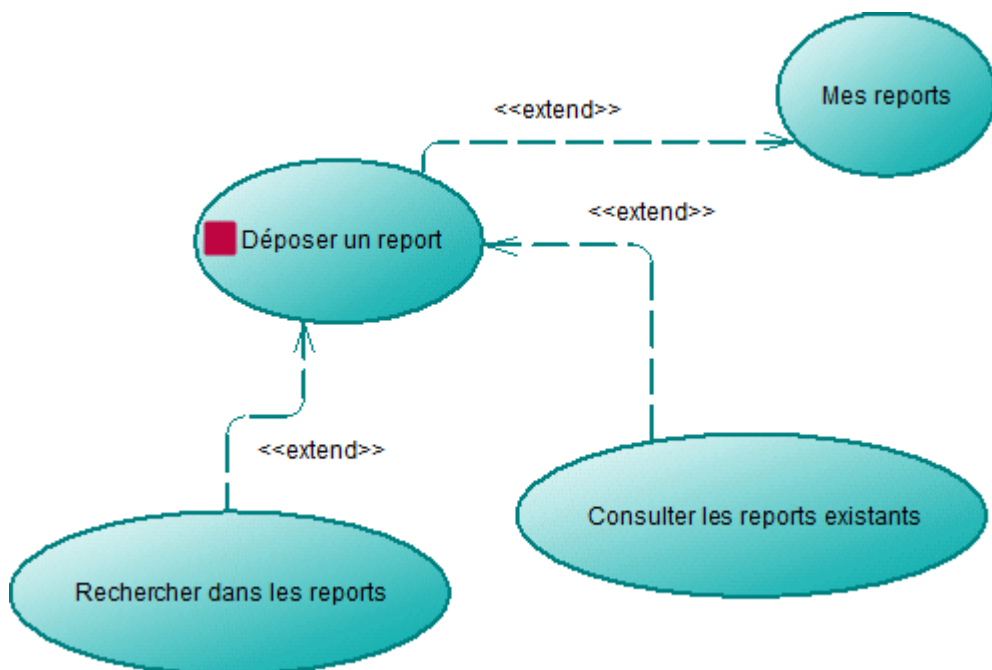 Mes reports
<<extend>>
<<extend>>
Déposer un report
<<extend>>
Consulter les reports existants
Rechercher dans les reports